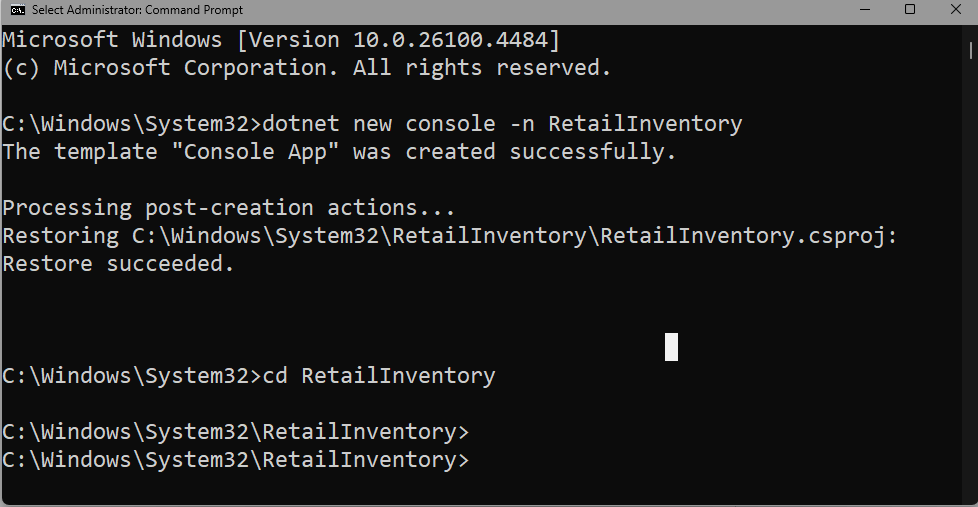 Select Administrator: Command Prompt
Microsoft Windows [Version 10.0.26100.4484]
(c) Microsoft Corporation. All rights reserved.
C:\Windows\System32>dotnet new console -n RetailInventory
The template "Console App" was created successfully.
Processing post-creation actions...
Restoring C:\Windows\System32\RetailInventory\RetailInventory.csproj:
Restore succeeded.
C:\Windows\System32>cd RetailInventory
C:\Windows\System32\RetailInventory>
C:\Windows\System32\RetailInventory>